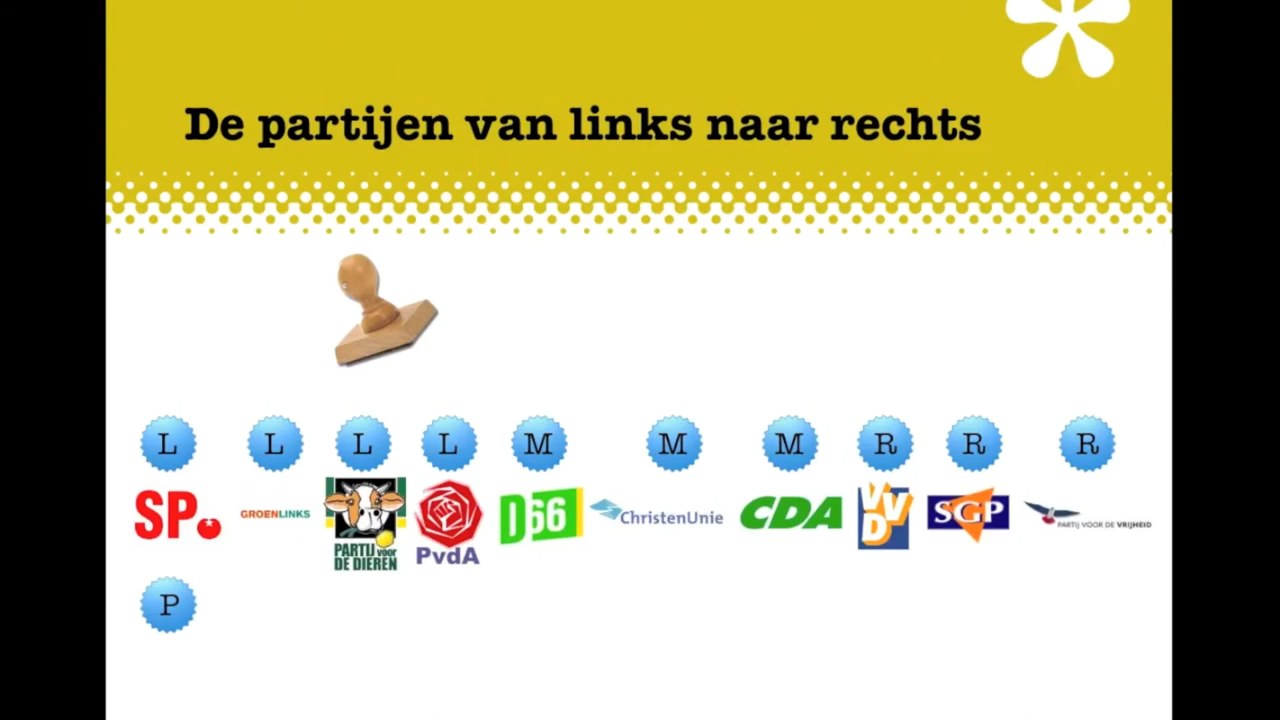 De partijen van links naar rechts
L L L L M M M R R R
SP. GROENLINKS PARTIJ voor DE DIEREN PvdA D66 ChristenUnie CDA VVD SGP PARTIJ VOOR DE VRIJHEID
P